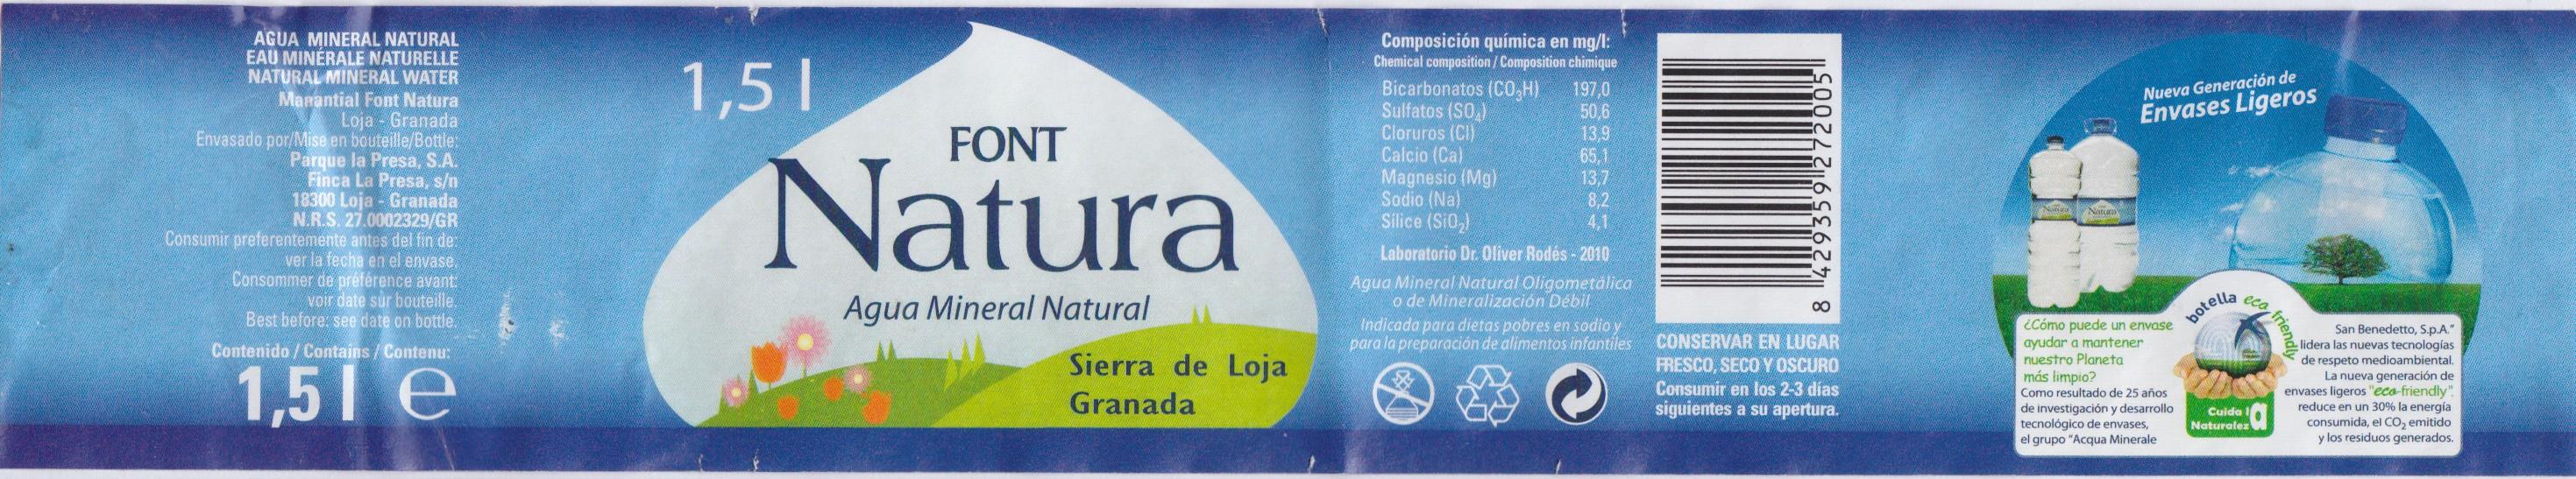 AGUA MINERAL NATURAL
EAU MINÉRALE NATURELLE
NATURAL MINERAL WATER
Manantial Font Natura
Loja - Granada
Envasado por/Mise en bouteille/Bottle:
Parque la Presa, S.A.
Finca La Presa, s/n
18300 Loja - Granada
N.R.S. 27.0002329/GR
Consumir preferentemente antes del fin de:
ver la fecha en el envase.
Consommer de préférence avant:
voir date sur bouteille.
Best before: see date on bottle.
Contenido / Contains / Contenu:
1,5 l e
1,5 l
FONT
Natura
Agua Mineral Natural
Sierra de Loja
Granada
Composición química en mg/l:
Chemical composition / Composition chimique
Bicarbonatos (CO₃H) 197,0
Sulfatos (SO₄) 50,6
Cloruros (Cl) 13,9
Calcio (Ca) 65,1
Magnesio (Mg) 13,7
Sodio (Na) 8,2
Sílice (SiO₂) 4,1
Laboratorio Dr. Oliver Rodés - 2010
Agua Mineral Natural Oligometálica
o de Mineralización Débil
Indicada para dietas pobres en sodio y
para la preparación de alimentos infantiles
8 429359 272005
CONSERVAR EN LUGAR
FRESCO, SECO Y OSCURO
Consumir en los 2-3 días
siguientes a su apertura.
Nueva Generación de
Envases Ligeros
Natura
Natura
botella eco friendly
Cuida la
Naturaleza
¿Cómo puede un envase
ayudar a mantener
nuestro Planeta
más limpio?
Como resultado de 25 años
de investigación y desarrollo
tecnológico de envases,
el grupo "Acqua Minerale
San Benedetto, S.p.A."
lidera las nuevas tecnologías
de respeto medioambiental.
La nueva generación de
envases ligeros "eco-friendly",
reduce en un 30% la energía
consumida, el CO₂ emitido
y los residuos generados.